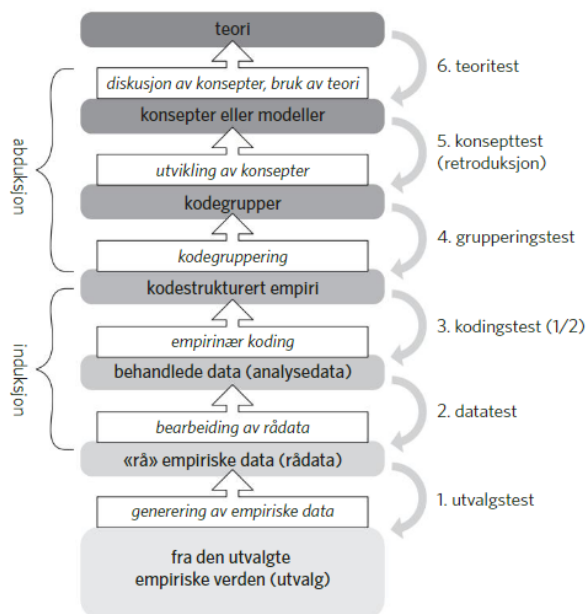 teori
6. teoritest
diskusjon av konsepter, bruk av teori
konsepter eller modeller
5. konsepttest
(retroduksjon)
utvikling av konsepter
abduksjon
kodegrupper
4. grupperingstest
kodegruppering
kodestrukturert empiri
3. kodingstest (1/2)
empirinær koding
induksjon
behandlede data (analysedata)
2. datatest
bearbeiding av rådata
«rå» empiriske data (rådata)
1. utvalgstest
generering av empiriske data
fra den utvalgte
empiriske verden (utvalg)